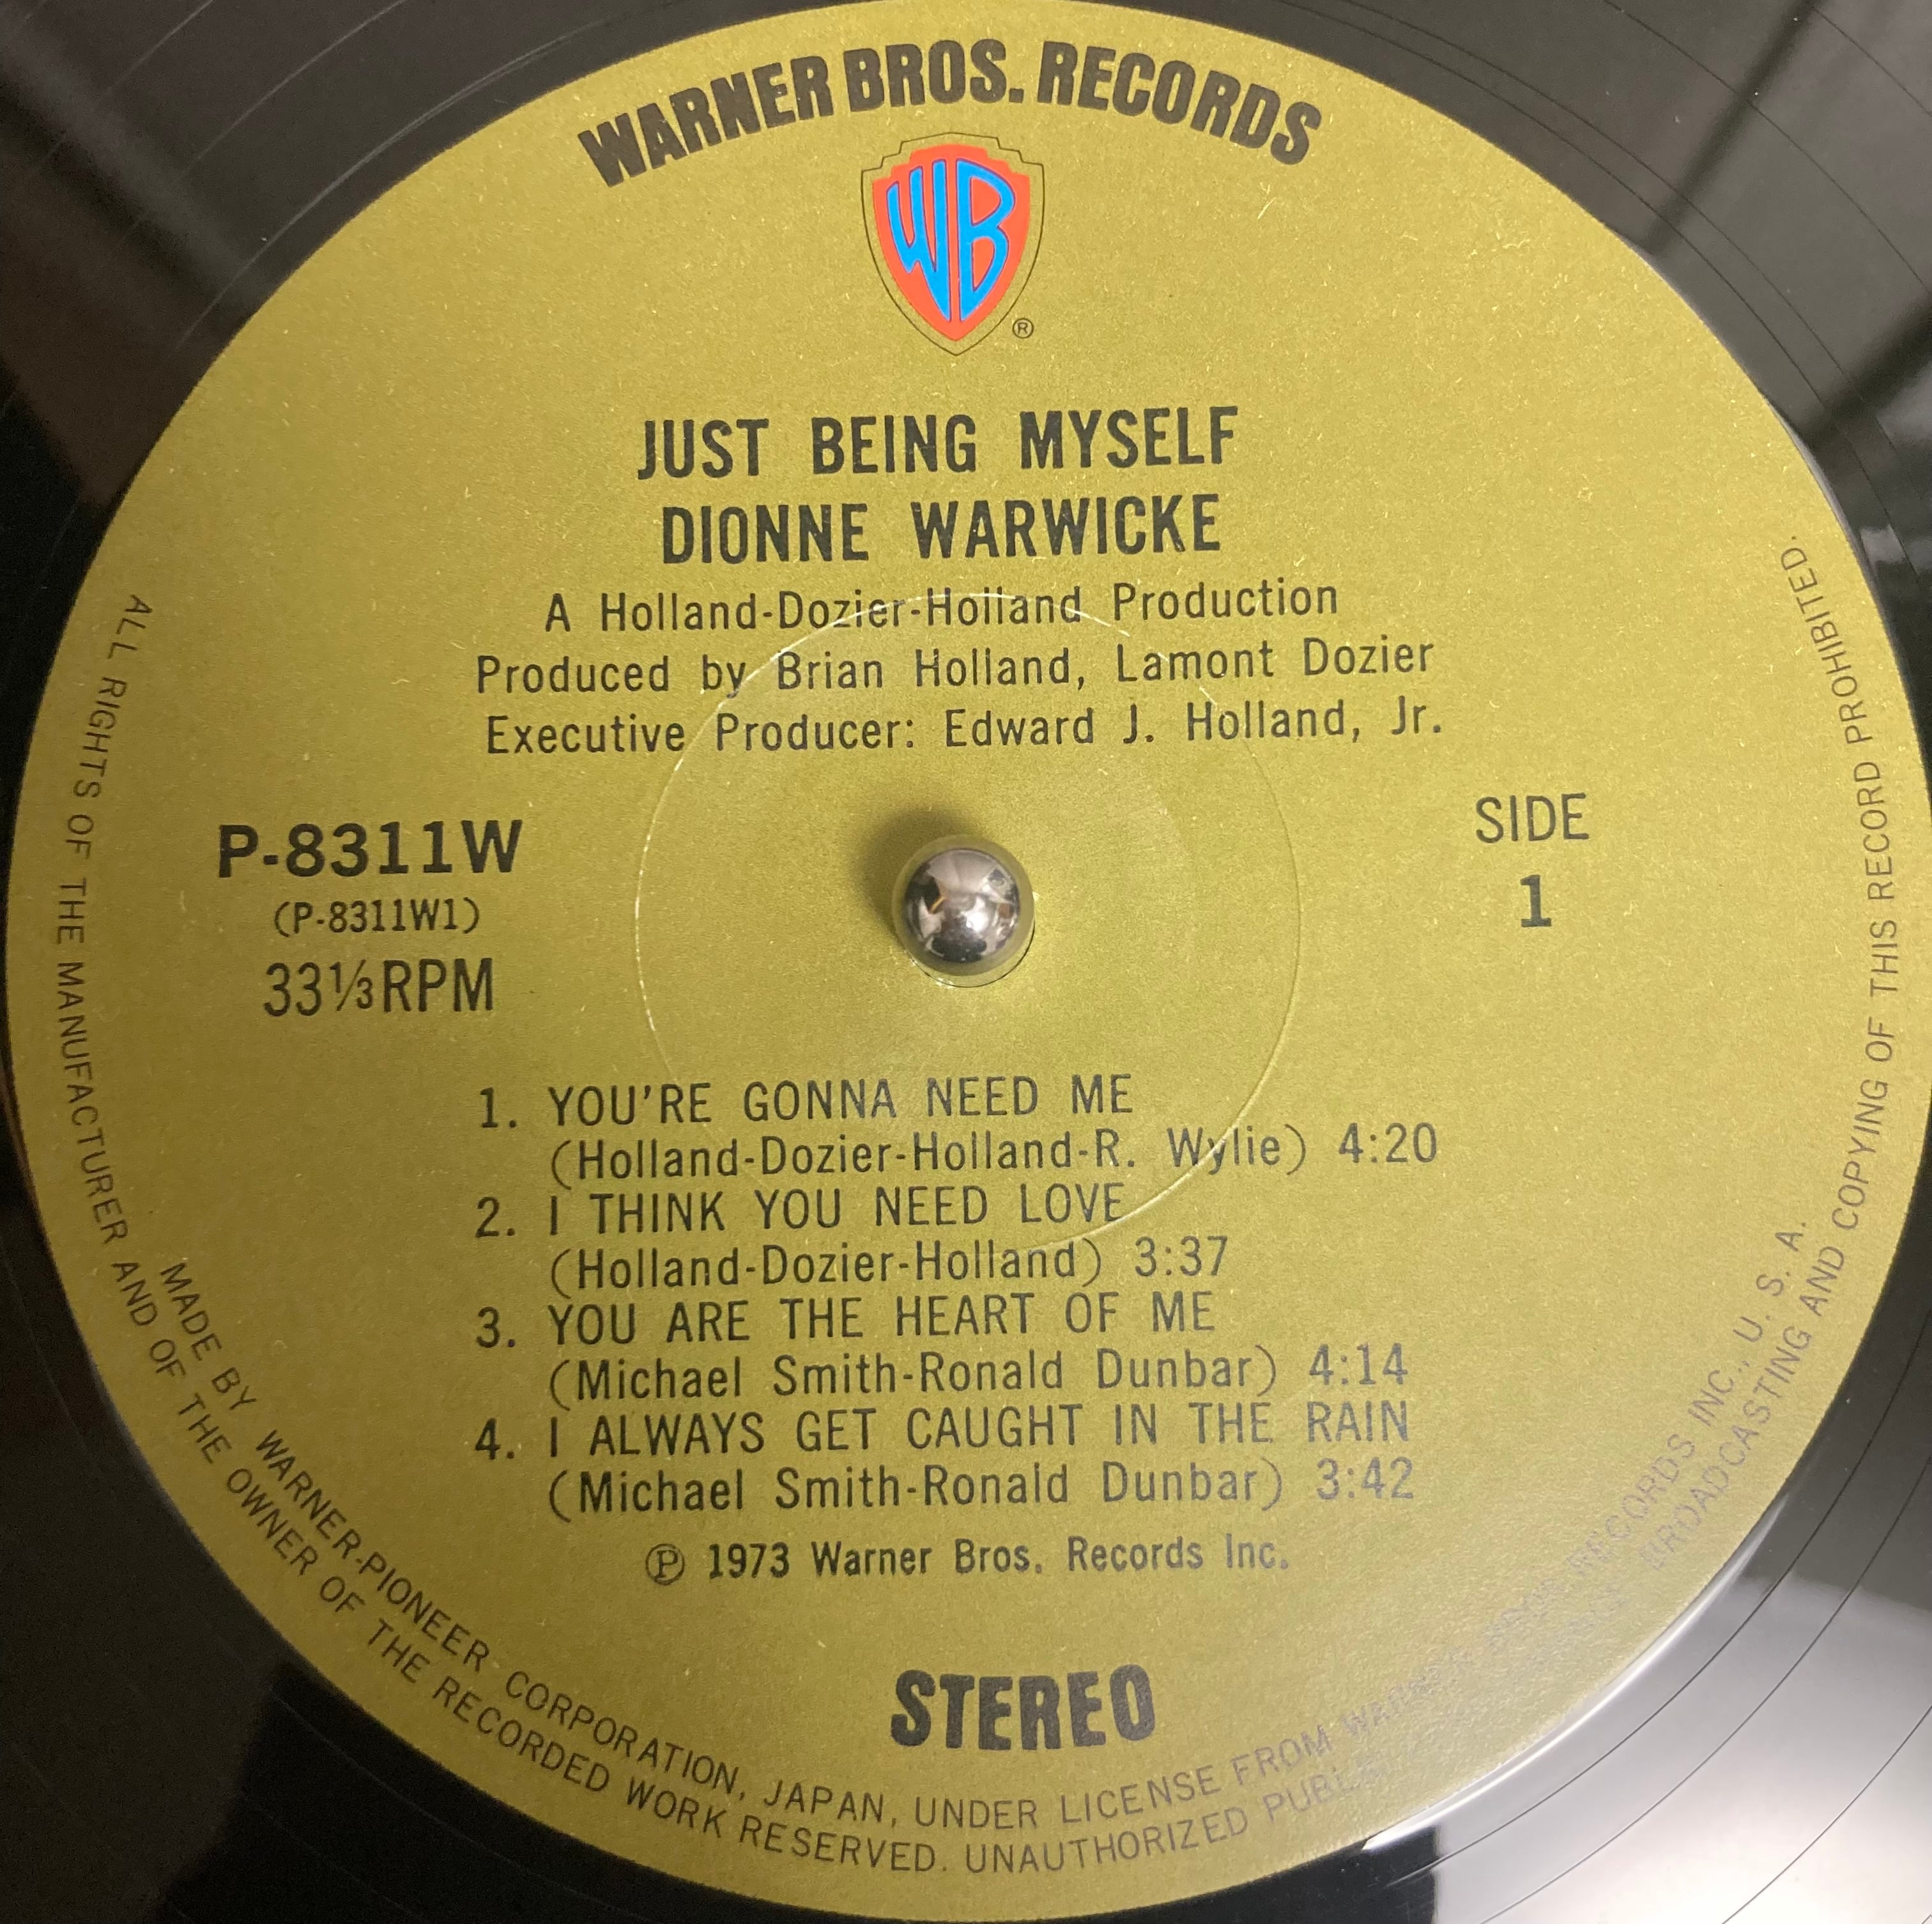 WARNER BROS. RECORDS
WB
®
JUST BEING MYSELF
DIONNE WARWICKE
A Holland-Dozier-Holland Production
Produced by Brian Holland, Lamont Dozier
Executive Producer: Edward J. Holland, Jr.
P-8311W
(P-8311W1)
33⅓RPM
SIDE
1
1. YOU'RE GONNA NEED ME
(Holland-Dozier-Holland-R. Wylie) 4:20
2. I THINK YOU NEED LOVE
(Holland-Dozier-Holland) 3:37
3. YOU ARE THE HEART OF ME
(Michael Smith-Ronald Dunbar) 4:14
4. I ALWAYS GET CAUGHT IN THE RAIN
(Michael Smith-Ronald Dunbar) 3:42
Ⓟ 1973 Warner Bros. Records Inc.
STEREO
MADE BY WARNER-PIONEER CORPORATION, JAPAN, UNDER LICENSE FROM WARNER BROS. RECORDS INC., U. S. A.
ALL RIGHTS OF THE MANUFACTURER AND OF THE OWNER OF THE RECORDED WORK RESERVED. UNAUTHORIZED BROADCASTING AND COPYING OF THIS RECORD PROHIBITED.